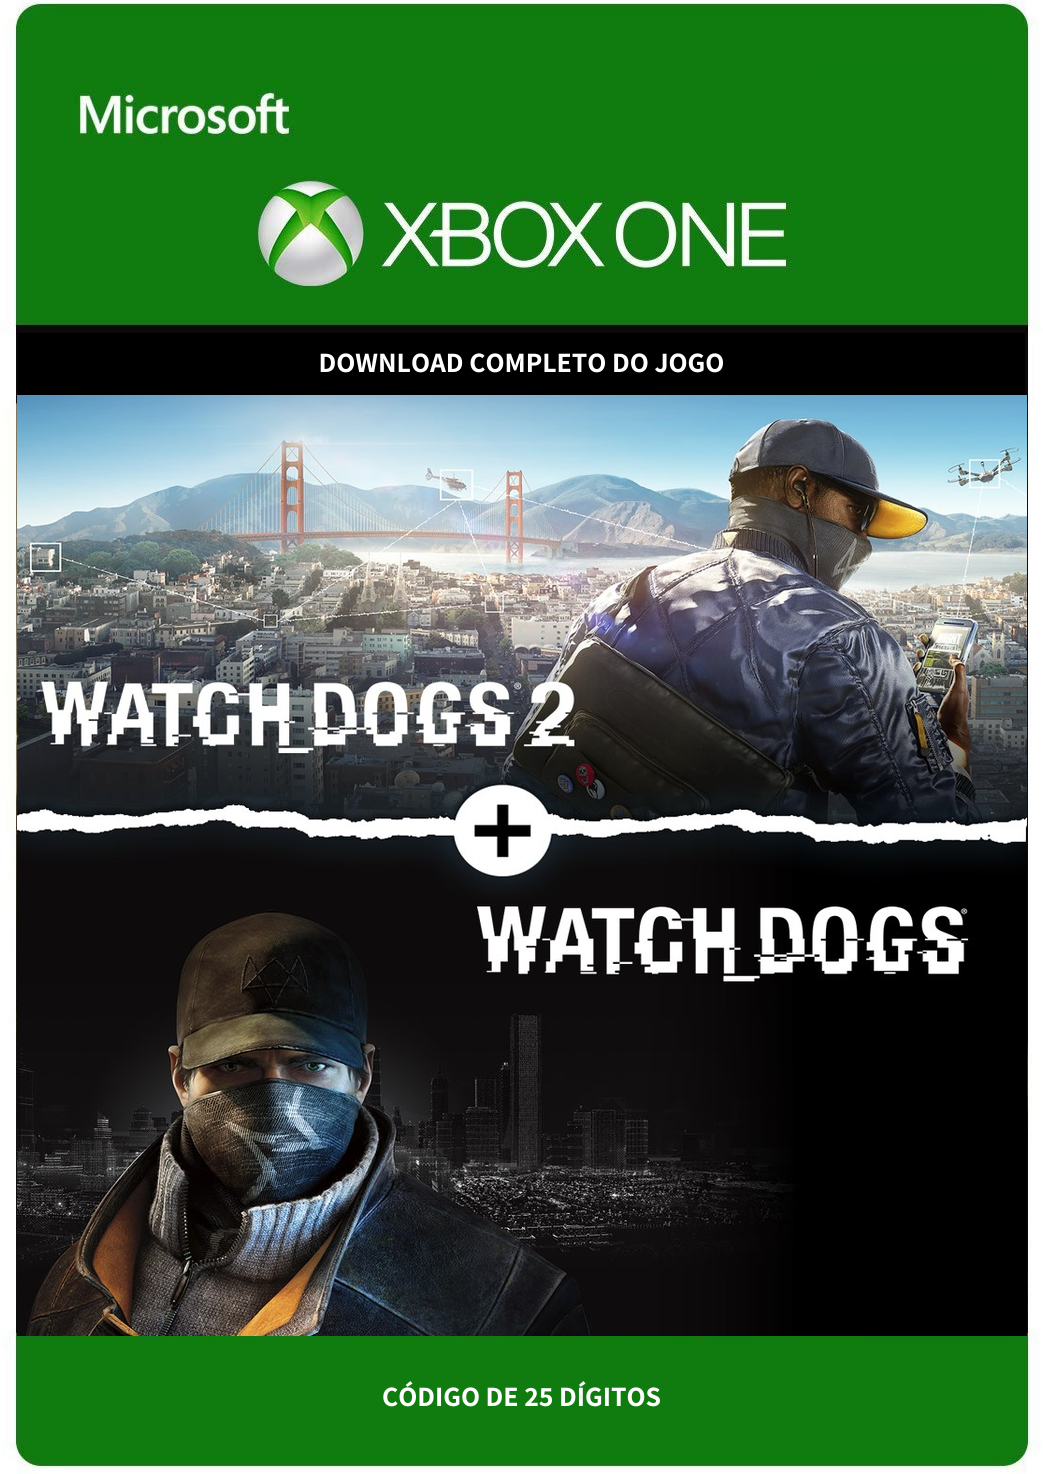 Microsoft
XBOX ONE
DOWNLOAD COMPLETO DO JOGO
WATCH_DOGS® 2
+
WATCH_DOGS®
CÓDIGO DE 25 DÍGITOS